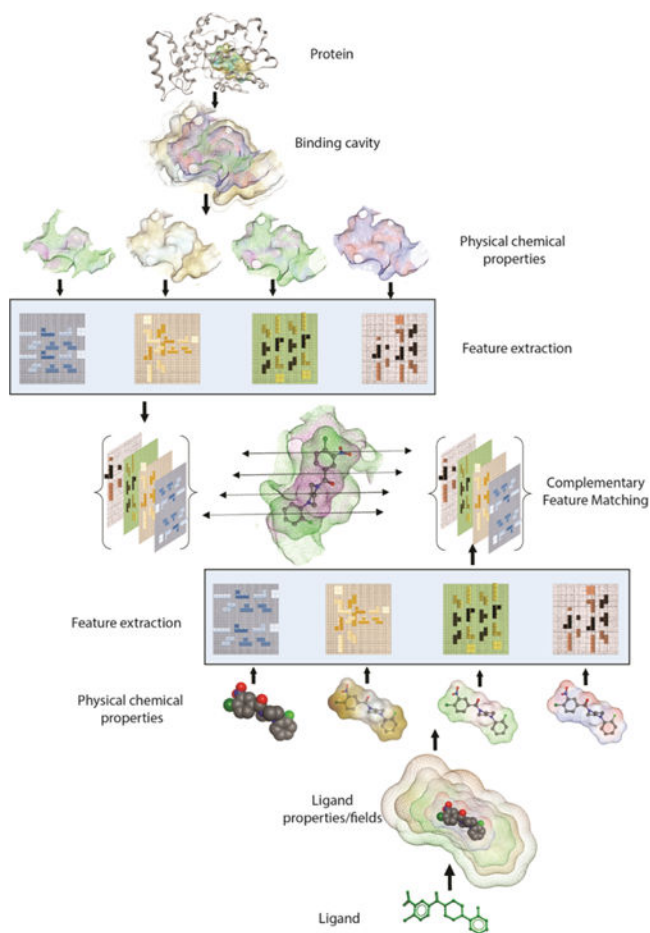 Protein
Binding cavity
Physical chemical
properties
Feature extraction
Complementary
Feature Matching
Feature extraction
Physical chemical
properties
Ligand
properties/fields
Ligand